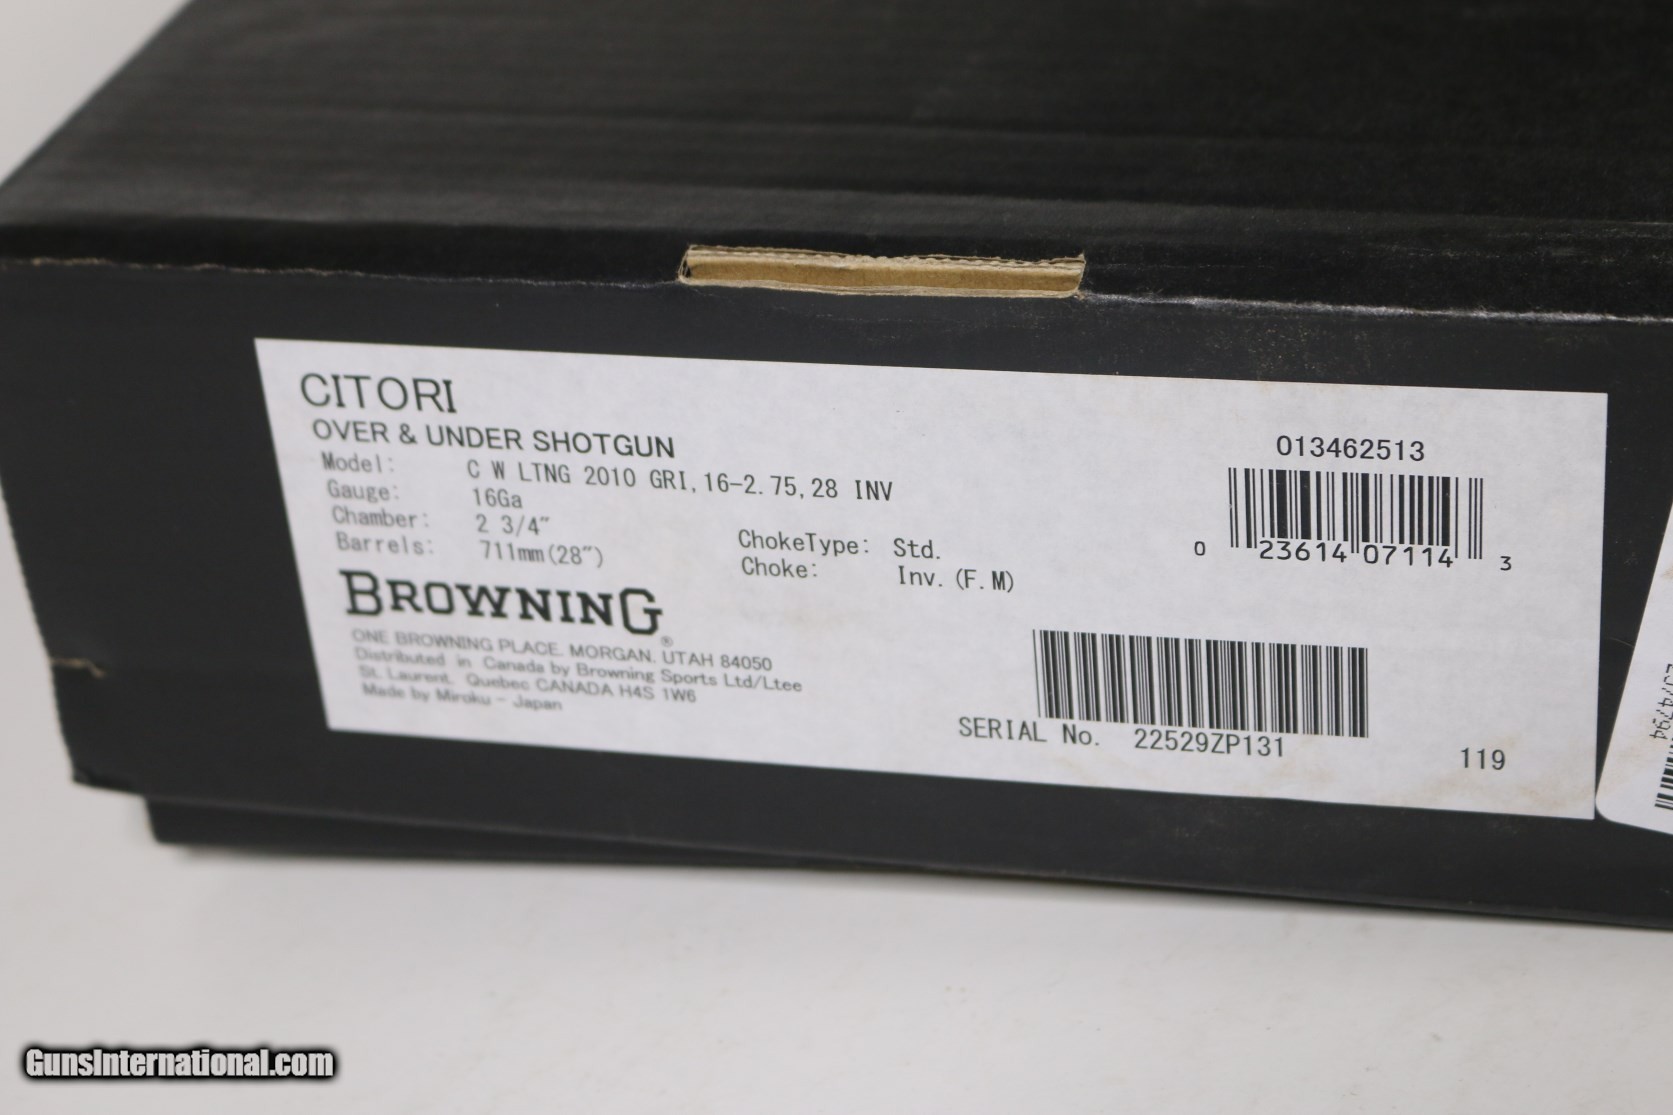 CITORI
OVER & UNDER SHOTGUN
Model: C W LTNG 2010 GRI,16-2.75,28 INV
Gauge: 16Ga
Chamber: 2 3/4"
Barrels: 711mm(28")
ChokeType: Std.
Choke: Inv.(F.M)
BROWNING®
ONE BROWNING PLACE. MORGAN. UTAH 84050
Distributed in Canada by Browning Sports Ltd/Ltee
St. Laurent. Quebec CANADA H4S 1W6
Made by Miroku - Japan
013462513
0 23614 07114 3
SERIAL No. 22529ZP131
119
GunsInternational.com